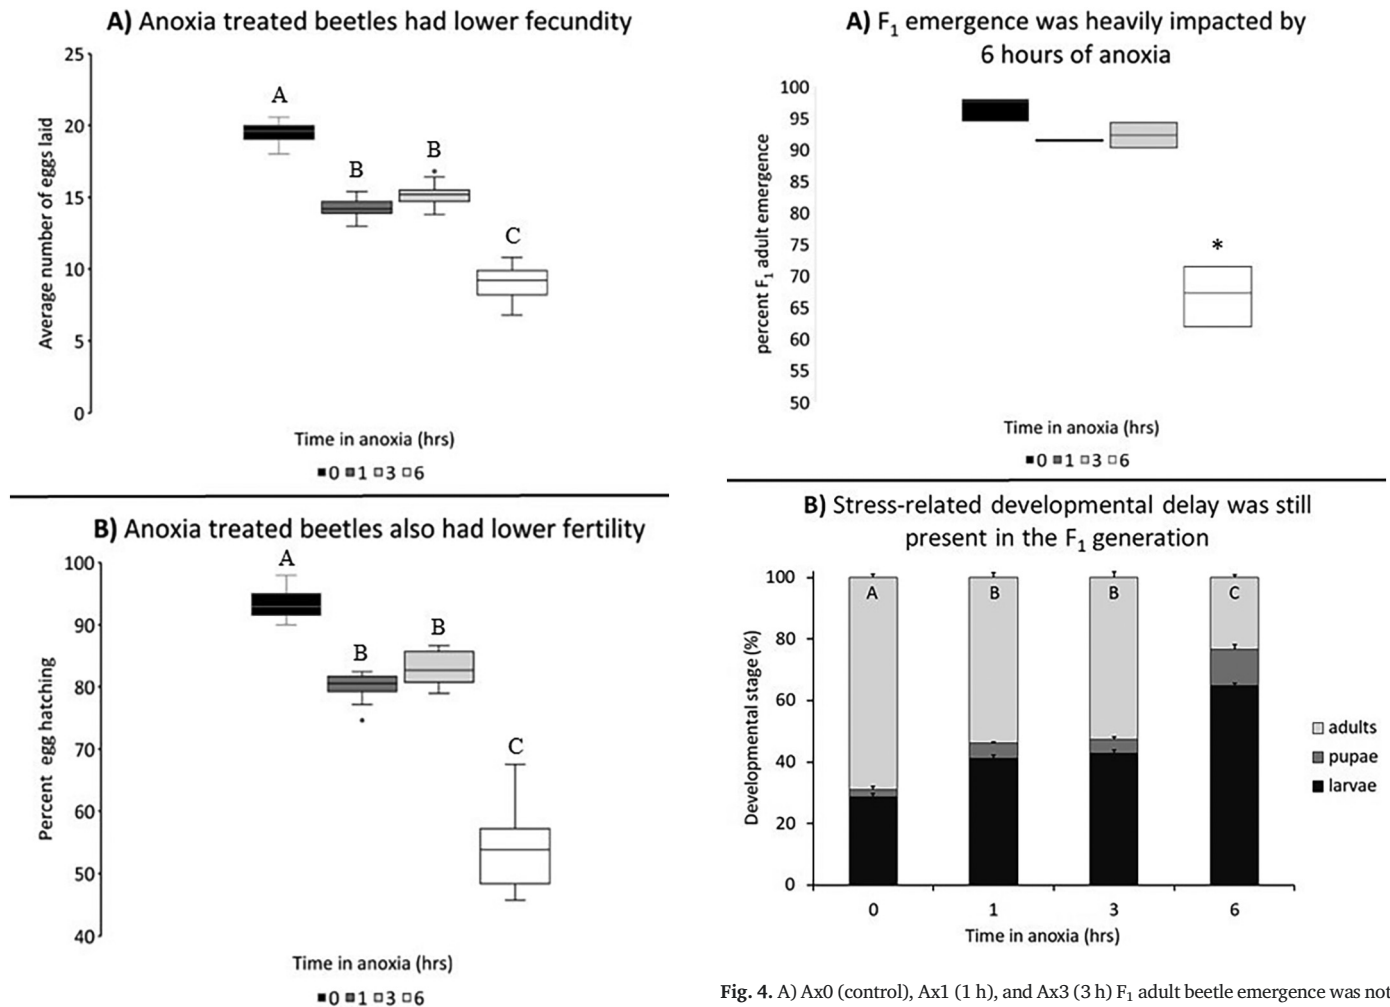 A) Anoxia treated beetles had lower fecundity
25
20
15
10
5
0
Average number of eggs laid
A
B
B
C
Time in anoxia (hrs)
■0 ■1 □3 □6
B) Anoxia treated beetles also had lower fertility
100
90
80
70
60
50
40
Percent egg hatching
A
B
B
C
Time in anoxia (hrs)
■0 ■1 □3 □6
A) F₁ emergence was heavily impacted by
6 hours of anoxia
100
95
90
85
80
75
70
65
60
55
50
percent F₁ adult emergence
*
Time in anoxia (hrs)
■0 ■1 □3 □6
B) Stress-related developmental delay was still
present in the F₁ generation
100
80
60
40
20
0
Developmental stage (%)
A
B
B
C
0 1 3 6
Time in anoxia (hrs)
adults
pupae
larvae
Fig. 4. A) Ax0 (control), Ax1 (1 h), and Ax3 (3 h) F₁ adult beetle emergence was not